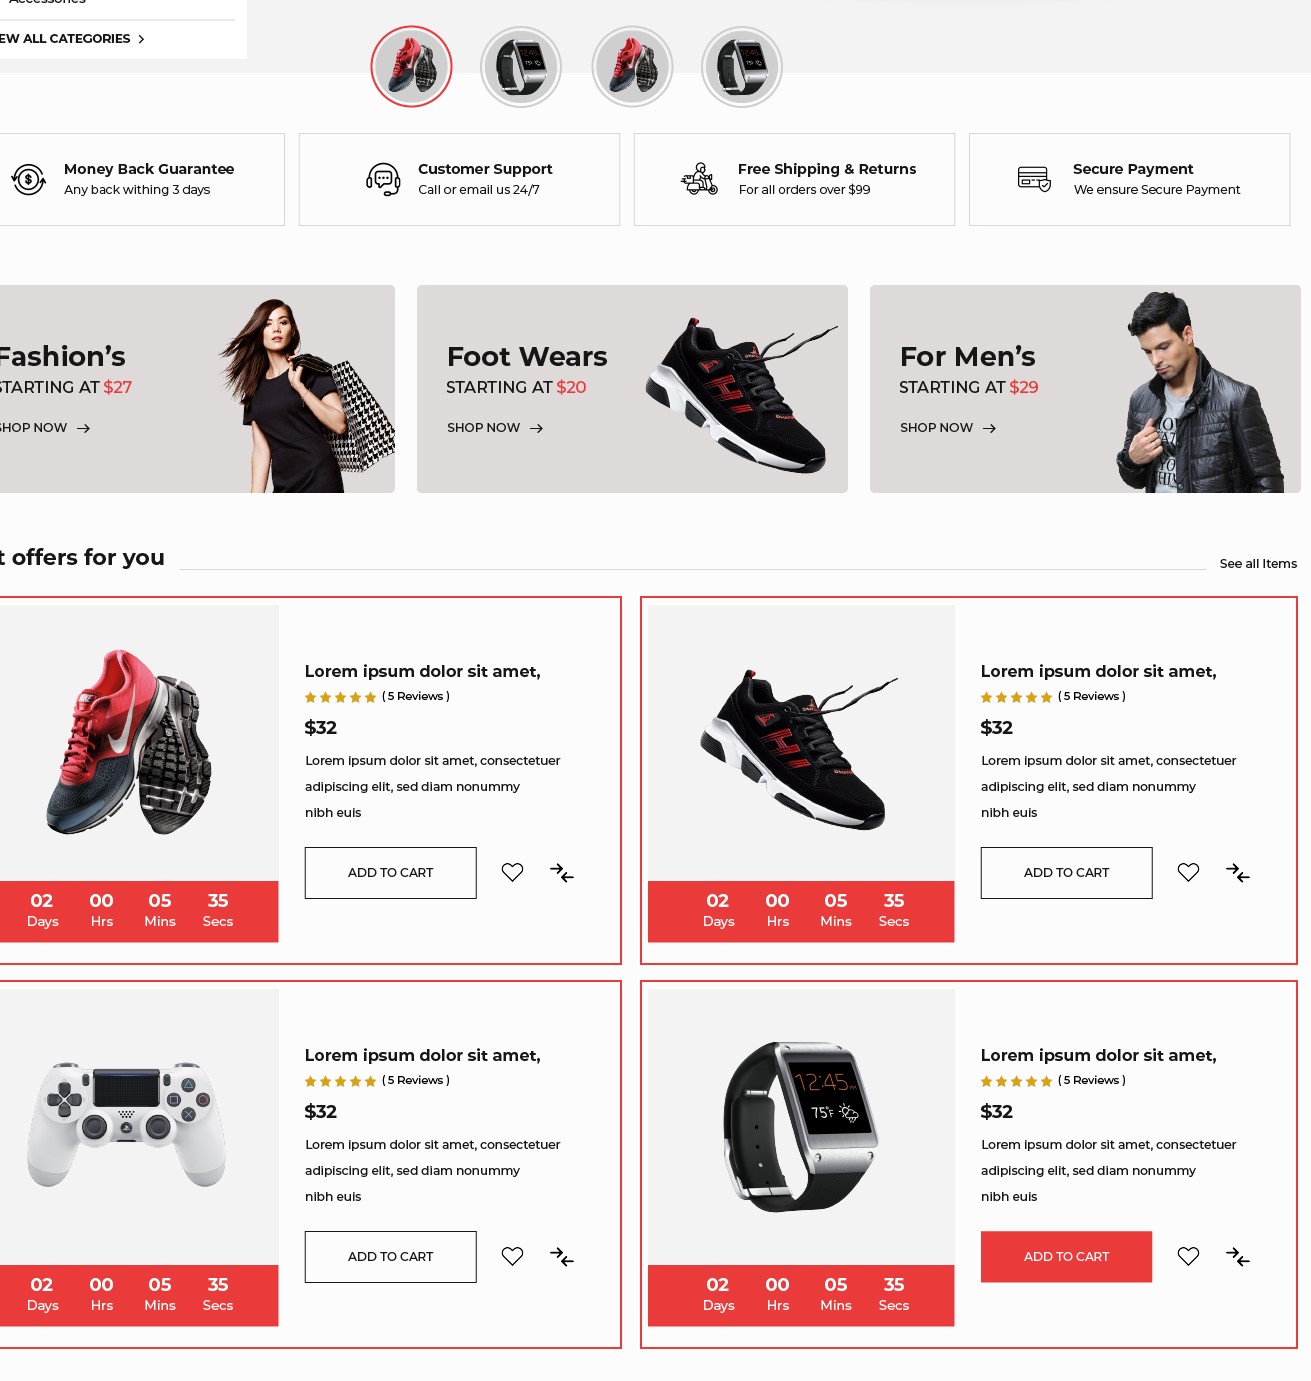 Accessories
EW ALL CATEGORIES
Money Back Guarantee
Any back withing 3 days
Customer Support
Call or email us 24/7
Free Shipping & Returns
For all orders over $99
Secure Payment
We ensure Secure Payment
Fashion’s
STARTING AT $27
SHOP NOW
Foot Wears
STARTING AT $20
SHOP NOW
For Men’s
STARTING AT $29
SHOP NOW
t offers for you
See all Items
Lorem ipsum dolor sit amet,
( 5 Reviews )
$32
Lorem ipsum dolor sit amet, consectetuer
adipiscing elit, sed diam nonummy
nibh euis
ADD TO CART
02 00 05 35
Days Hrs Mins Secs
Lorem ipsum dolor sit amet,
( 5 Reviews )
$32
Lorem ipsum dolor sit amet, consectetuer
adipiscing elit, sed diam nonummy
nibh euis
ADD TO CART
02 00 05 35
Days Hrs Mins Secs
Lorem ipsum dolor sit amet,
( 5 Reviews )
$32
Lorem ipsum dolor sit amet, consectetuer
adipiscing elit, sed diam nonummy
nibh euis
ADD TO CART
02 00 05 35
Days Hrs Mins Secs
12:45
75°F
Lorem ipsum dolor sit amet,
( 5 Reviews )
$32
Lorem ipsum dolor sit amet, consectetuer
adipiscing elit, sed diam nonummy
nibh euis
ADD TO CART
02 00 05 35
Days Hrs Mins Secs